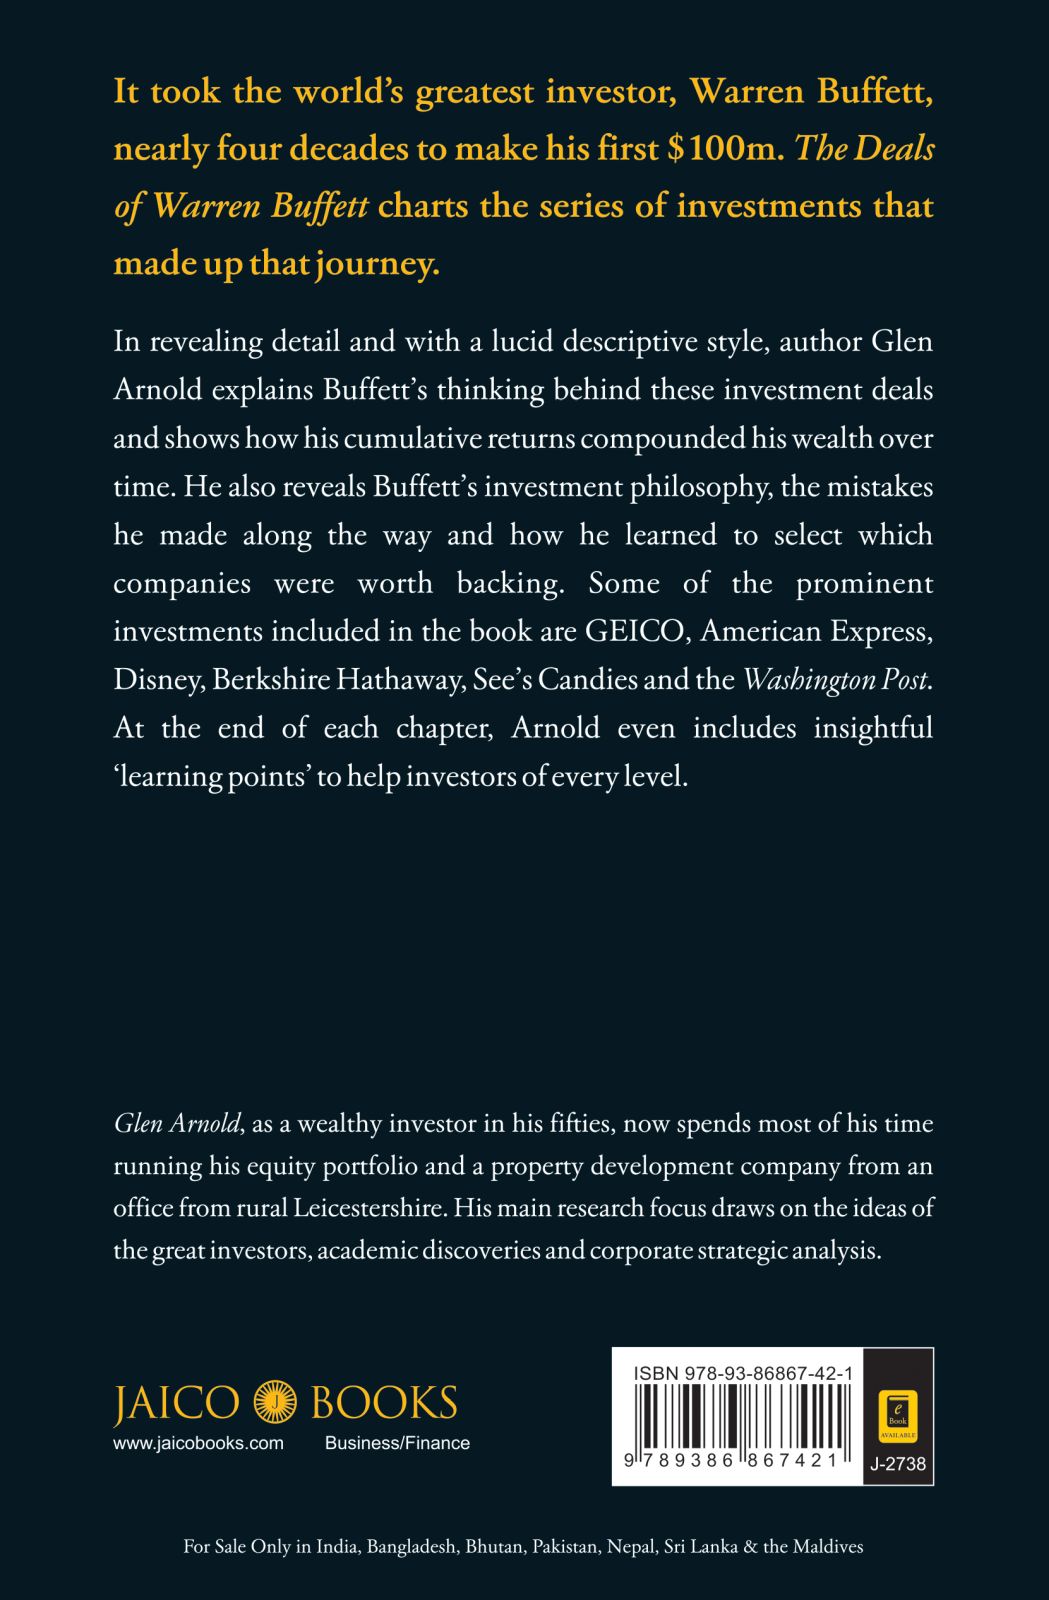 It took the world’s greatest investor, Warren Buffett,
nearly four decades to make his first $100m. The Deals
of Warren Buffett charts the series of investments that
made up that journey.
In revealing detail and with a lucid descriptive style, author Glen
Arnold explains Buffett’s thinking behind these investment deals
and shows how his cumulative returns compounded his wealth over
time. He also reveals Buffett’s investment philosophy, the mistakes
he made along the way and how he learned to select which
companies were worth backing. Some of the prominent
investments included in the book are GEICO, American Express,
Disney, Berkshire Hathaway, See’s Candies and the Washington Post.
At the end of each chapter, Arnold even includes insightful
‘learning points’ to help investors of every level.
Glen Arnold, as a wealthy investor in his fifties, now spends most of his time
running his equity portfolio and a property development company from an
office from rural Leicestershire. His main research focus draws on the ideas of
the great investors, academic discoveries and corporate strategic analysis.
JAICO J BOOKS
www.jaicobooks.com Business/Finance
ISBN 978-93-86867-42-1
9 789386 867421
e
Book
AVAILABLE
J-2738
For Sale Only in India, Bangladesh, Bhutan, Pakistan, Nepal, Sri Lanka & the Maldives